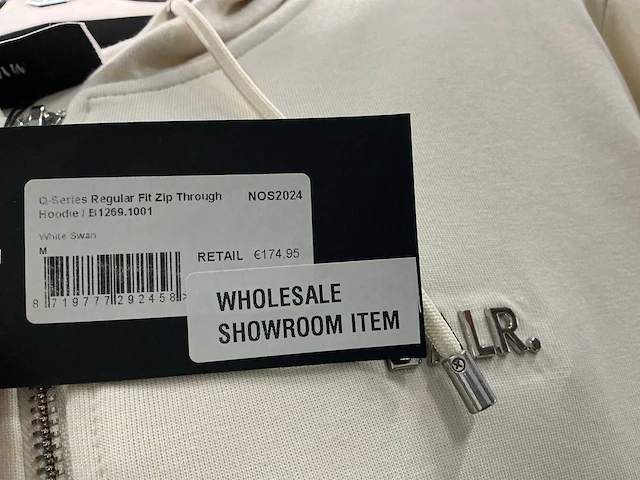 Q-Series Regular Fit Zip Through
Hoodie / B1269.1001
NOS2024
White Swan
M
RETAIL €174,95
8 719777 292458 >
WHOLESALE
SHOWROOM ITEM
LR.